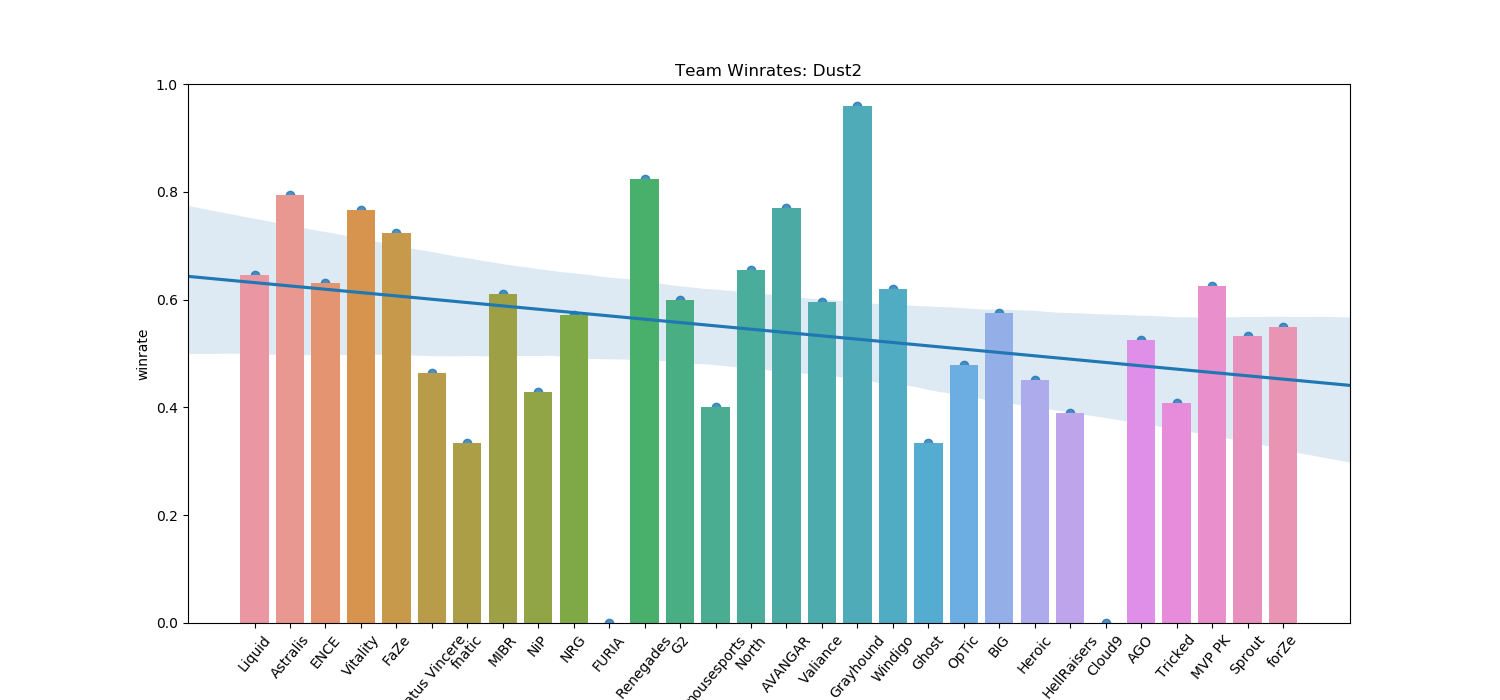 Team Winrates: Dust2
winrate
1.0
0.8
0.6
0.4
0.2
0.0
Liquid
Astralis
ENCE
Vitality
FaZe
Vincere
fnatic
MIBR
NiP
NRG
FURIA
Renegades
G2
ousesports
North
AVANGAR
Valiance
Grayhound
Windigo
Ghost
OpTic
BIG
Heroic
HellRaisers
Cloud9
AGO
Tricked
MVP PK
Sprout
forZe